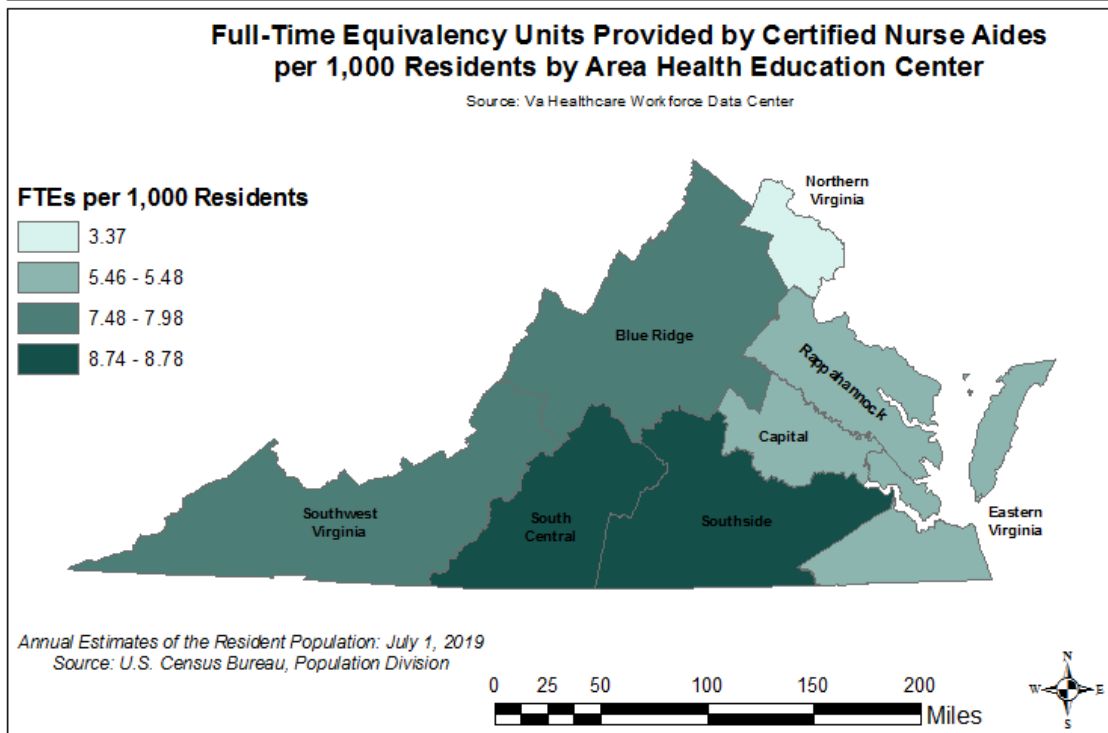 Full-Time Equivalency Units Provided by Certified Nurse Aides
per 1,000 Residents by Area Health Education Center
Source: Va Healthcare Workforce Data Center
FTEs per 1,000 Residents
3.37
5.46 - 5.48
7.48 - 7.98
8.74 - 8.78
Northern
Virginia
Blue Ridge
Rappahannock
Capital
Southwest
Virginia
South
Central
Southside
Eastern
Virginia
Annual Estimates of the Resident Population: July 1, 2019
Source: U.S. Census Bureau, Population Division
0 25 50 100 150 200
Miles
N
W E
S